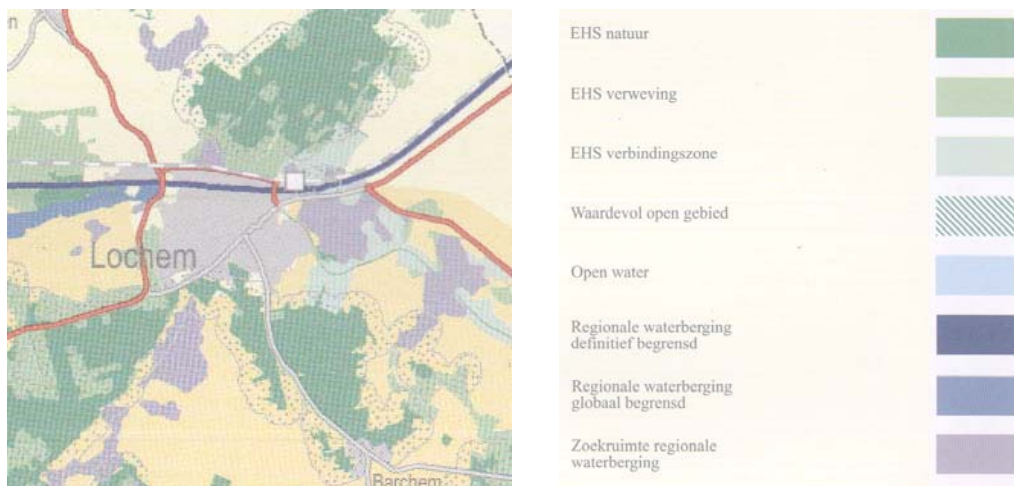 en
Lochem
Barchem
EHS natuur
EHS verweving
EHS verbindingszone
Waardevol open gebied
Open water
Regionale waterberging
definitief begrensd
Regionale waterberging
globaal begrensd
Zoekruimte regionale
waterberging